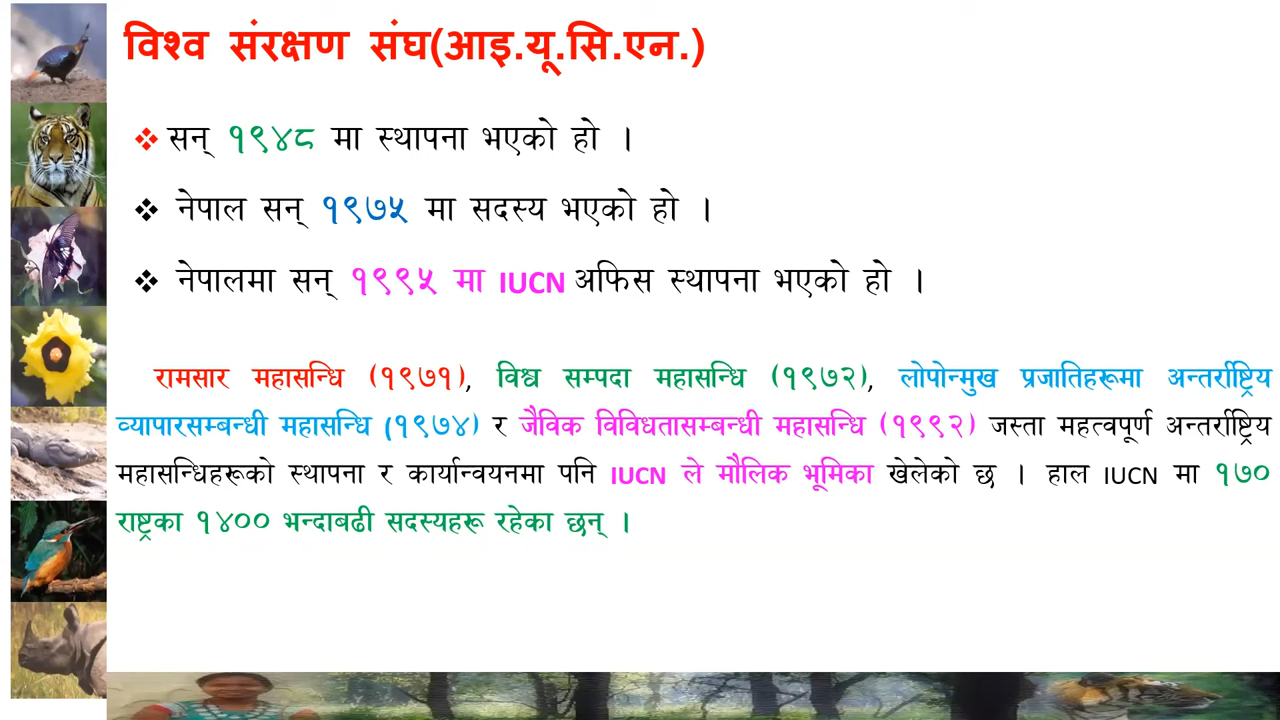 विश्व संरक्षण संघ(आइ.यू.सि.एन.)
❖ सन् १९४८ मा स्थापना भएको हो ।
❖ नेपाल सन् १९७५ मा सदस्य भएको हो ।
❖ नेपालमा सन् १९९५ मा IUCN अफिस स्थापना भएको हो ।
रामसार महासन्धि (१९७१), विश्व सम्पदा महासन्धि (१९७२), लोपोन्मुख प्रजातिहरूमा अन्तर्राष्ट्रिय
व्यापारसम्बन्धी महासन्धि (१९७४) र जैविक विविधतासम्बन्धी महासन्धि (१९९२) जस्ता महत्वपूर्ण अन्तर्राष्ट्रिय
महासन्धिहरूको स्थापना र कार्यान्वयनमा पनि IUCN ले मौलिक भूमिका खेलेको छ । हाल IUCN मा १७०
राष्ट्रका १४०० भन्दाबढी सदस्यहरू रहेका छन् ।